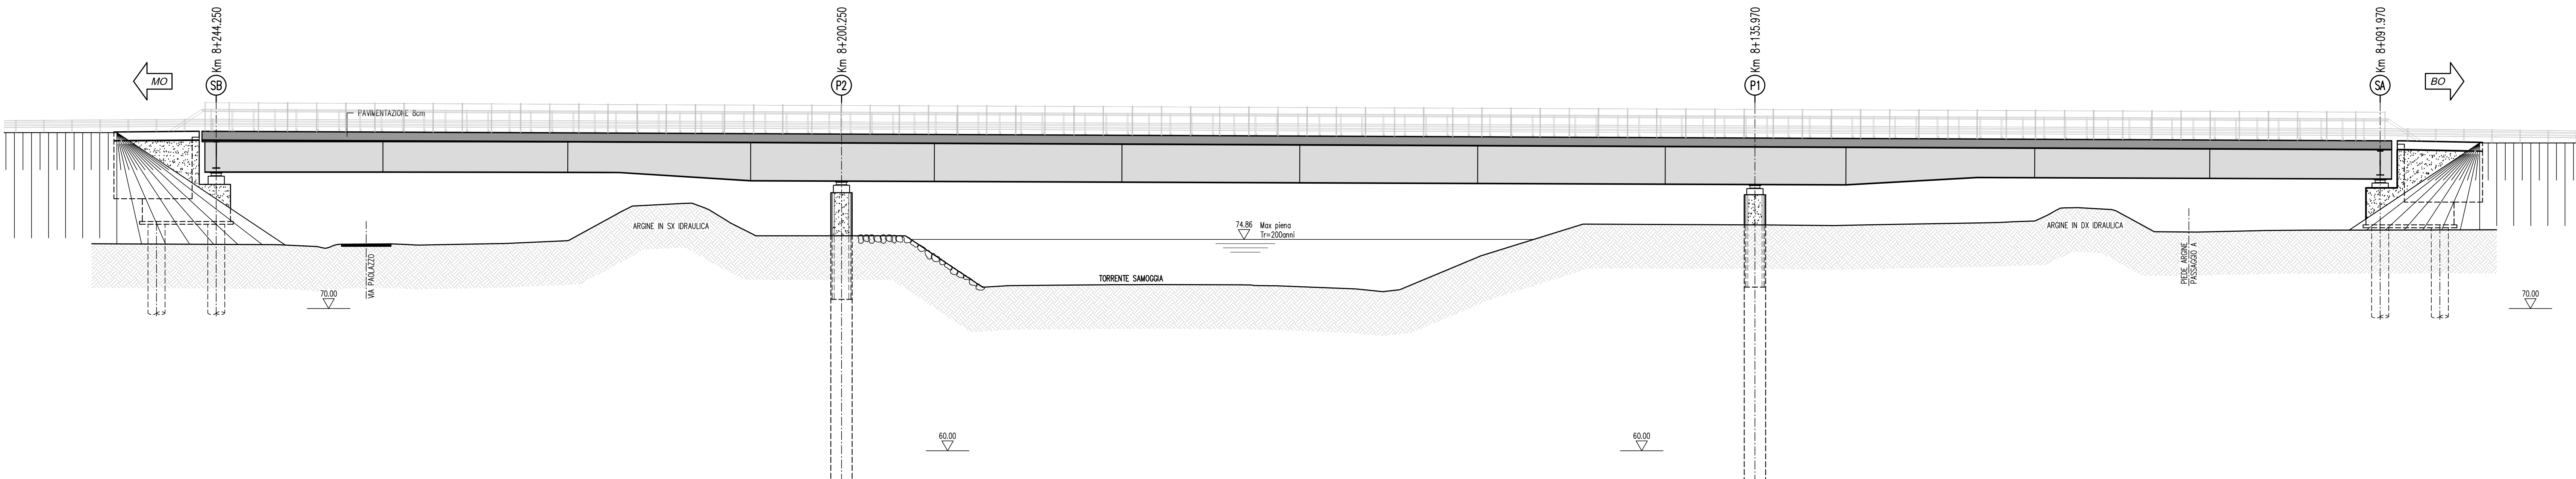 Km 8+244.250
Km 8+200.250
Km 8+135.970
Km 8+091.970
MO
SB
P2
P1
SA
BO
PAVIMENTAZIONE 8cm
ARGINE IN SX IDRAULICA
74.86 Max piena
Tr=200anni
ARGINE IN DX IDRAULICA
VIA PAOLAZZO
TORRENTE SAMOGGIA
PIEDE ARGINE
PASSAGGIO A
70.00
70.00
60.00
60.00